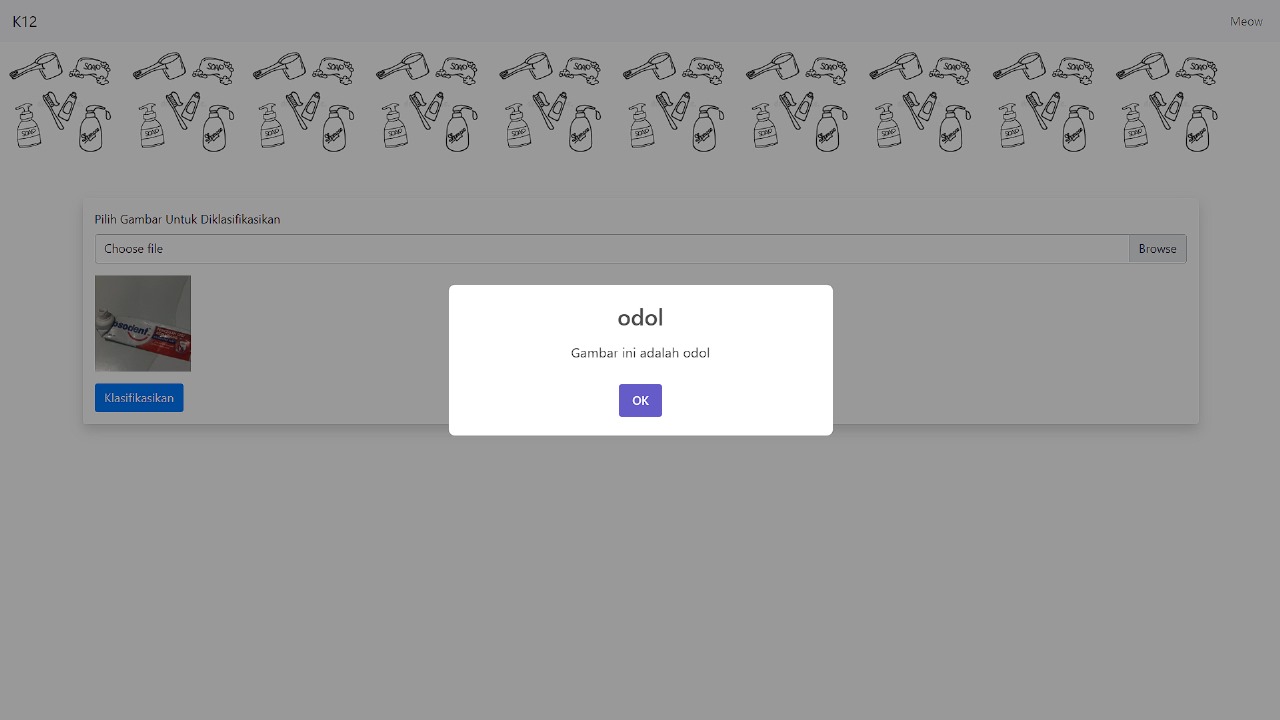 K12
Meow
Pilih Gambar Untuk Diklasifikasikan
Choose file
Browse
odol
Gambar ini adalah odol
OK
Klasifikasikan